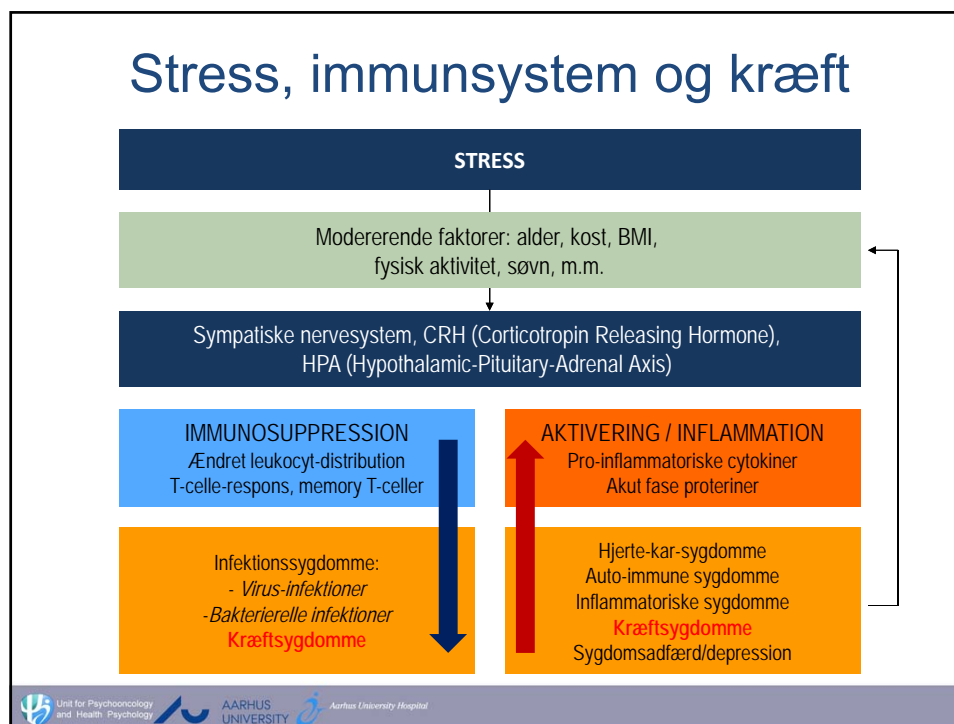 Stress, immunsystem og kræft
STRESS
Modererende faktorer: alder, kost, BMI,
fysisk aktivitet, søvn, m.m.
Sympatiske nervesystem, CRH (Corticotropin Releasing Hormone),
HPA (Hypothalamic-Pituitary-Adrenal Axis)
IMMUNOSUPPRESSION
Ændret leukocyt-distribution
T-celle-respons, memory T-celler
AKTIVERING / INFLAMMATION
Pro-inflammatoriske cytokiner
Akut fase proteriner
Infektionssygdomme:
- Virus-infektioner
-Bakterierelle infektioner
Kræftsygdomme
Hjerte-kar-sygdomme
Auto-immune sygdomme
Inflammatoriske sygdomme
Kræftsygdomme
Sygdomsadfærd/depression
Unit for Psychooncology
and Health Psychology
AARHUS
UNIVERSITY
Aarhus University Hospital